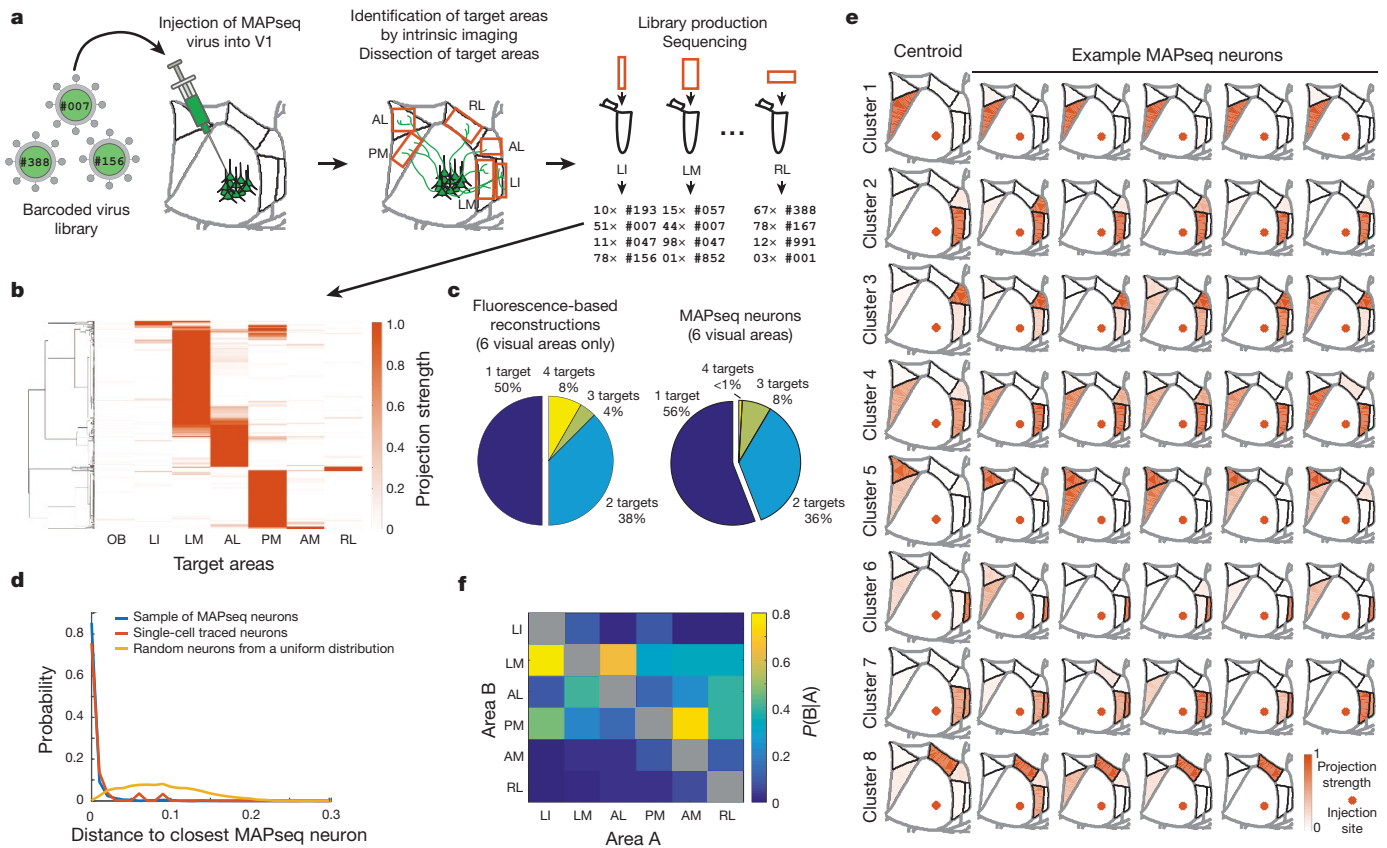 a
Injection of MAPseq
virus into V1
#007
#388
#156
Barcoded virus
library
Identification of target areas
by intrinsic imaging
Dissection of target areas
AL
PM
RL
AL
LI
LM
Library production
Sequencing
...
LI
LM
RL
10× #193 15× #057 67× #388
51× #007 44× #007 78× #167
11× #047 98× #047 12× #991
78× #156 01× #852 03× #001
b
OB LI LM AL PM AM RL
Target areas
1.0
0.8
0.6
0.4
0.2
0
Projection strength
c
Fluorescence-based
reconstructions
(6 visual areas only)
1 target
50%
4 targets
8%
3 targets
4%
2 targets
38%
MAPseq neurons
(6 visual areas)
1 target
56%
4 targets
<1%
3 targets
8%
2 targets
36%
d
Sample of MAPseq neurons
Single-cell traced neurons
Random neurons from a uniform distribution
Probability
0.8
0.6
0.4
0.2
0
0 0.1 0.2 0.3
Distance to closest MAPseq neuron
f
Area B
LI
LM
AL
PM
AM
RL
LI LM AL PM AM RL
Area A
0.8
0.6
0.4
0.2
0
P(B|A)
e
Centroid
Example MAPseq neurons
Cluster 1
Cluster 2
Cluster 3
Cluster 4
Cluster 5
Cluster 6
Cluster 7
Cluster 8
1
Projection
strength
Injection
site
0